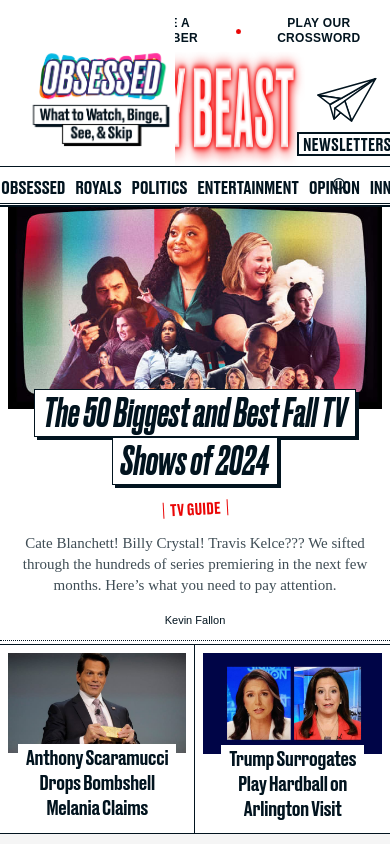 E A
BER
PLAY OUR
CROSSWORD
OBSESSED
What to Watch, Binge,
See, & Skip
Y BEAST
NEWSLETTERS
OBSESSED ROYALS POLITICS ENTERTAINMENT OPINION INN
The 50 Biggest and Best Fall TV
Shows of 2024
TV GUIDE
Cate Blanchett! Billy Crystal! Travis Kelce??? We sifted
through the hundreds of series premiering in the next few
months. Here’s what you need to pay attention.
Kevin Fallon
Anthony Scaramucci
Drops Bombshell
Melania Claims
Trump Surrogates
Play Hardball on
Arlington Visit